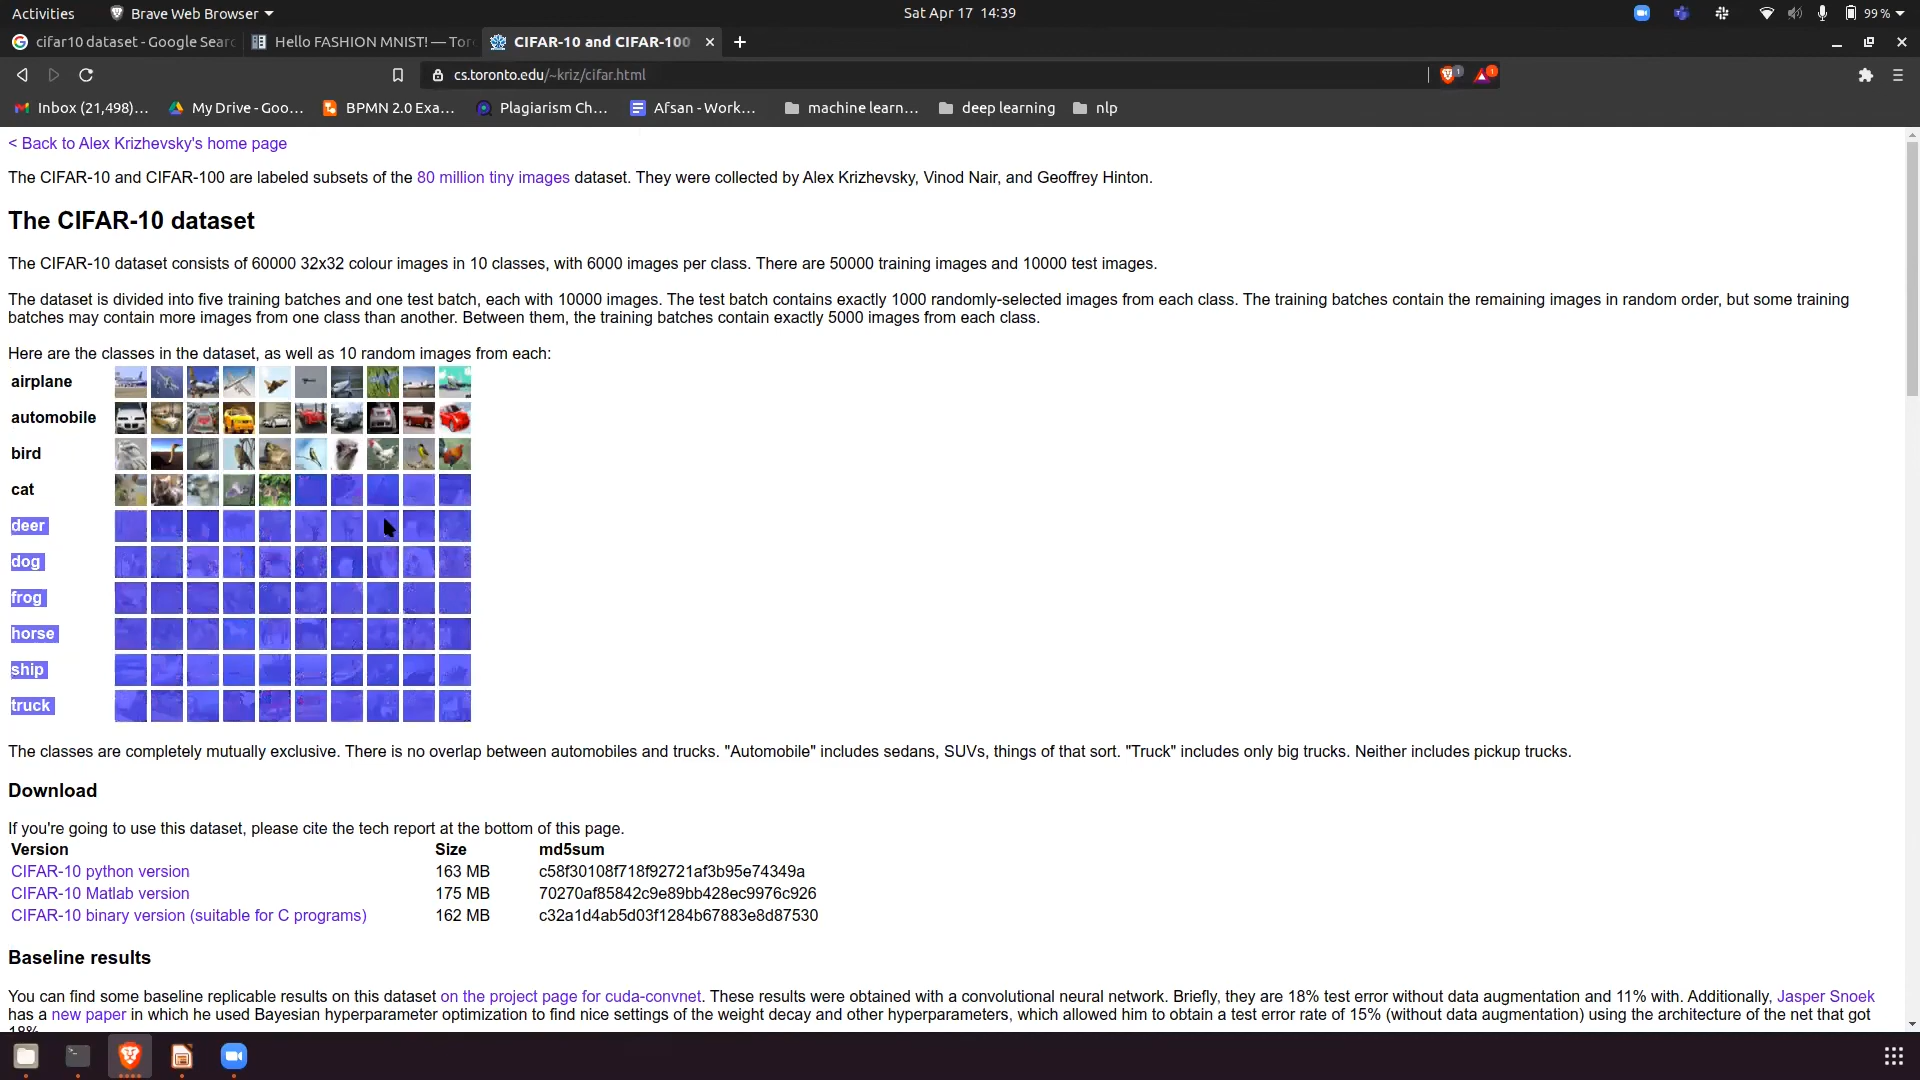 Activities
Brave Web Browser
Sat Apr 17 14:39
99 %
cifar10 dataset - Google Searc
Hello FASHION MNIST! — Tor
CIFAR-10 and CIFAR-100
cs.toronto.edu/~kriz/cifar.html
1
1
Inbox (21,498)...
My Drive - Goo...
BPMN 2.0 Exa...
Plagiarism Ch...
Afsan - Work...
machine learn...
deep learning
nlp
< Back to Alex Krizhevsky's home page
The CIFAR-10 and CIFAR-100 are labeled subsets of the 80 million tiny images dataset. They were collected by Alex Krizhevsky, Vinod Nair, and Geoffrey Hinton.
The CIFAR-10 dataset
The CIFAR-10 dataset consists of 60000 32x32 colour images in 10 classes, with 6000 images per class. There are 50000 training images and 10000 test images.
The dataset is divided into five training batches and one test batch, each with 10000 images. The test batch contains exactly 1000 randomly-selected images from each class. The training batches contain the remaining images in random order, but some training
batches may contain more images from one class than another. Between them, the training batches contain exactly 5000 images from each class.
Here are the classes in the dataset, as well as 10 random images from each:
airplane
automobile
bird
cat
deer
dog
frog
horse
ship
truck
The classes are completely mutually exclusive. There is no overlap between automobiles and trucks. "Automobile" includes sedans, SUVs, things of that sort. "Truck" includes only big trucks. Neither includes pickup trucks.
Download
If you're going to use this dataset, please cite the tech report at the bottom of this page.
Version Size md5sum
CIFAR-10 python version 163 MB c58f30108f718f92721af3b95e74349a
CIFAR-10 Matlab version 175 MB 70270af85842c9e89bb428ec9976c926
CIFAR-10 binary version (suitable for C programs) 162 MB c32a1d4ab5d03f1284b67883e8d87530
Baseline results
You can find some baseline replicable results on this dataset on the project page for cuda-convnet. These results were obtained with a convolutional neural network. Briefly, they are 18% test error without data augmentation and 11% with. Additionally, Jasper Snoek
has a new paper in which he used Bayesian hyperparameter optimization to find nice settings of the weight decay and other hyperparameters, which allowed him to obtain a test error rate of 15% (without data augmentation) using the architecture of the net that got
18%.